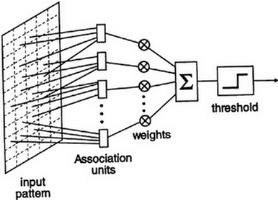 Σ
threshold
weights
Association
units
input
pattern